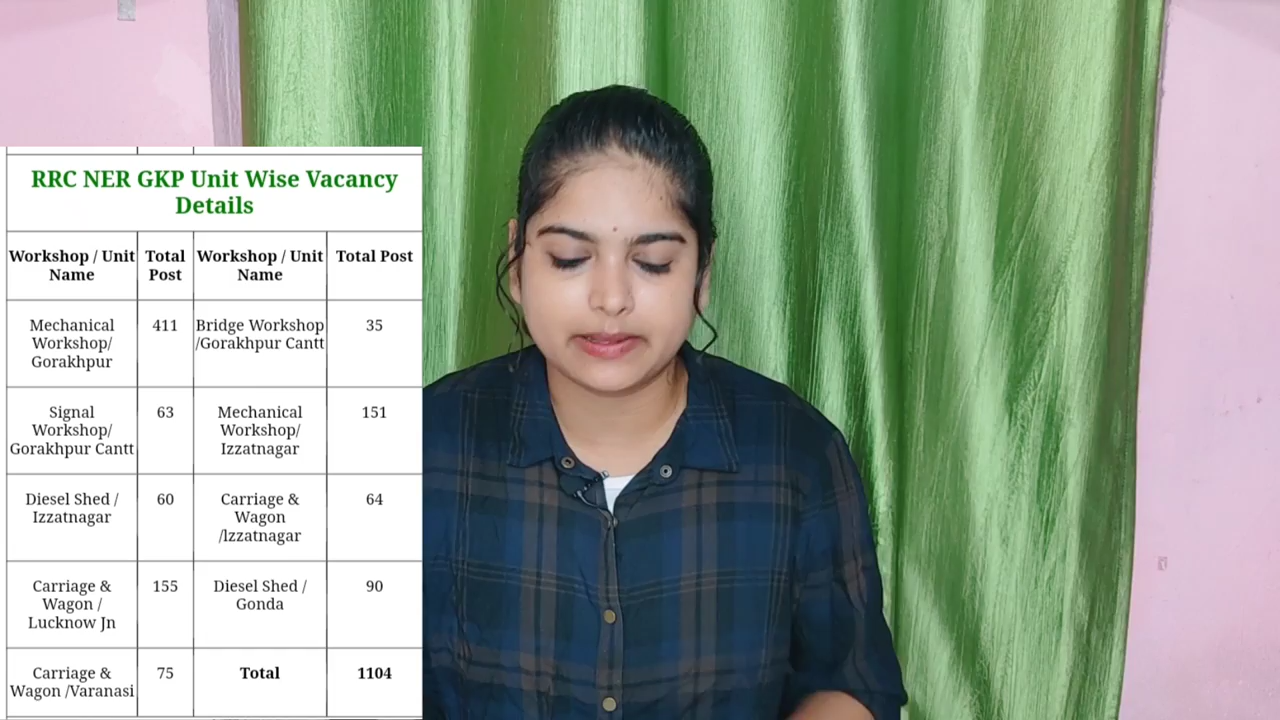 RRC NER GKP Unit Wise Vacancy
Details
Workshop / Unit Name	Total Post	Workshop / Unit Name	Total Post
Mechanical Workshop/ Gorakhpur	411	Bridge Workshop /Gorakhpur Cantt	35
Signal Workshop/ Gorakhpur Cantt	63	Mechanical Workshop/ Izzatnagar	151
Diesel Shed / Izzatnagar	60	Carriage & Wagon /lzzatnagar	64
Carriage & Wagon / Lucknow Jn	155	Diesel Shed / Gonda	90
Carriage & Wagon /Varanasi	75	Total	1104